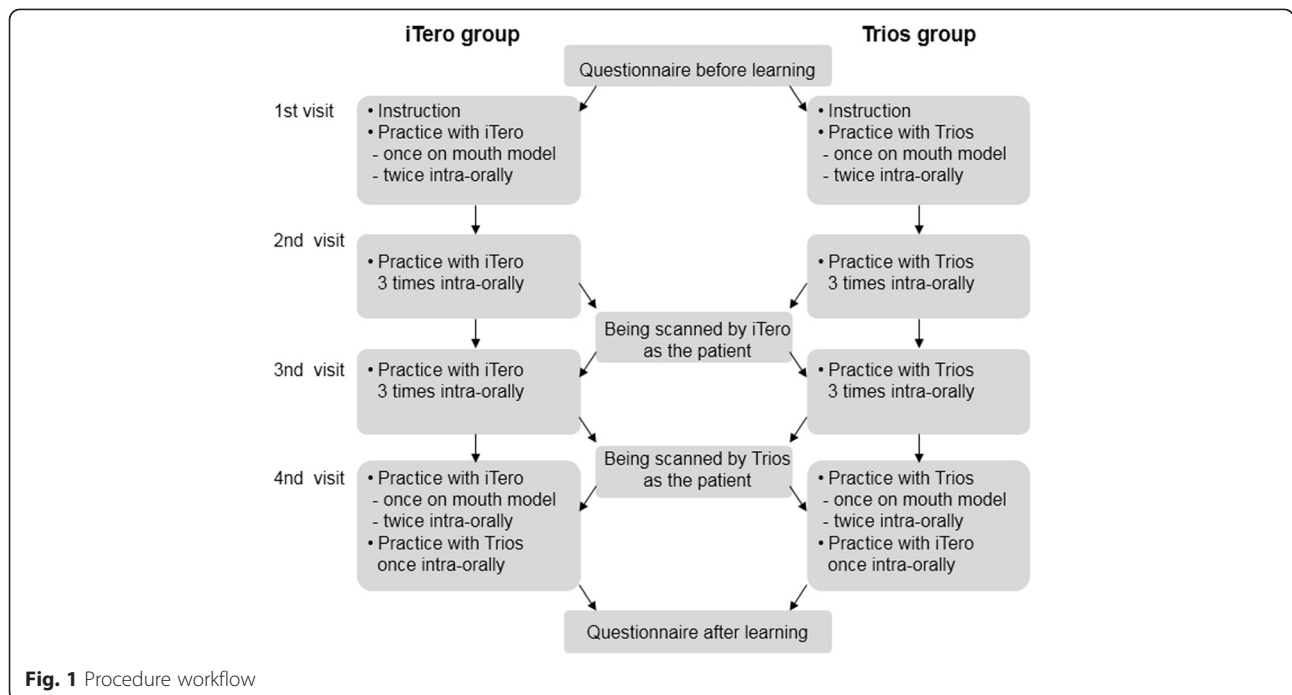 iTero group
Trios group
Questionnaire before learning
1st visit
• Instruction
• Practice with iTero
- once on mouth model
- twice intra-orally
• Instruction
• Practice with Trios
- once on mouth model
- twice intra-orally
2nd visit
• Practice with iTero
3 times intra-orally
• Practice with Trios
3 times intra-orally
Being scanned by iTero
as the patient
3nd visit
• Practice with iTero
3 times intra-orally
• Practice with Trios
3 times intra-orally
Being scanned by Trios
as the patient
4nd visit
• Practice with iTero
- once on mouth model
- twice intra-orally
• Practice with Trios
once intra-orally
• Practice with Trios
- once on mouth model
- twice intra-orally
• Practice with iTero
once intra-orally
Questionnaire after learning
Fig. 1 Procedure workflow